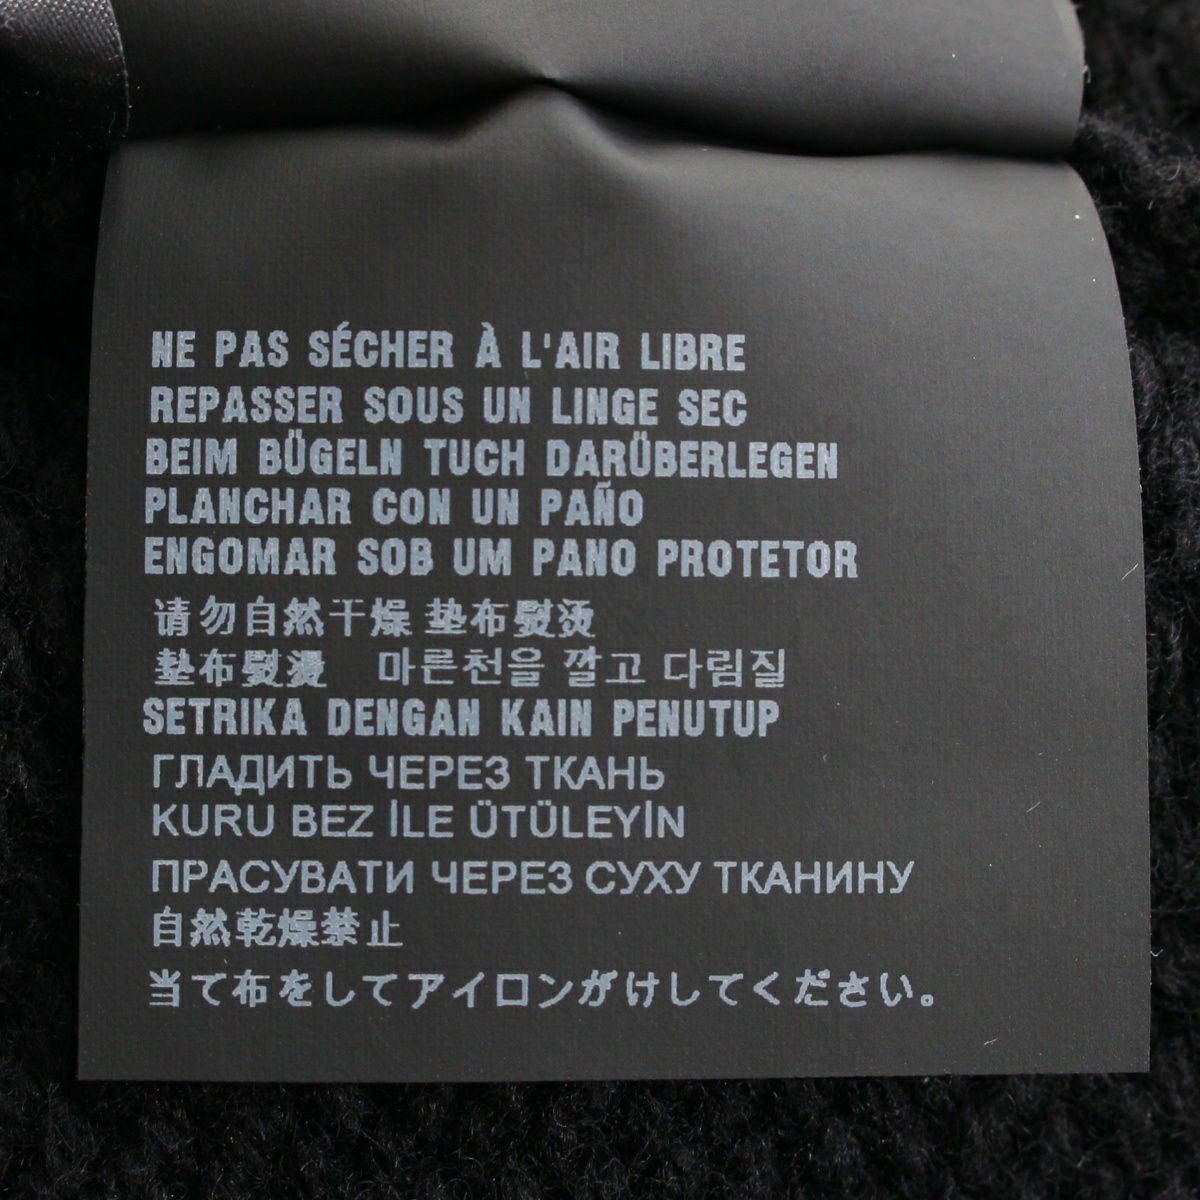 NE PAS SÉCHER À L'AIR LIBRE
REPASSER SOUS UN LINGE SEC
BEIM BÜGELN TUCH DARÜBERLEGEN
PLANCHAR CON UN PAÑO
ENGOMAR SOB UM PANO PROTETOR
请勿自然干燥 垫布熨烫
墊布熨燙 마른천을 깔고 다림질
SETRIKA DENGAN KAIN PENUTUP
ГЛАДИТЬ ЧЕРЕЗ ТКАНЬ
KURU BEZ İLE ÜTÜLEYİN
ПРАСУВАТИ ЧЕРЕЗ СУХУ ТКАНИНУ
自然乾燥禁止
当て布をしてアイロンがけしてください。